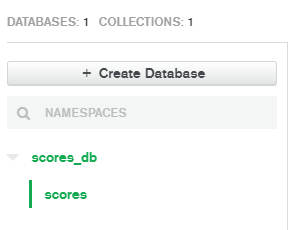 DATABASES: 1 COLLECTIONS: 1
+ Create Database
NAMESPACES
scores_db
scores